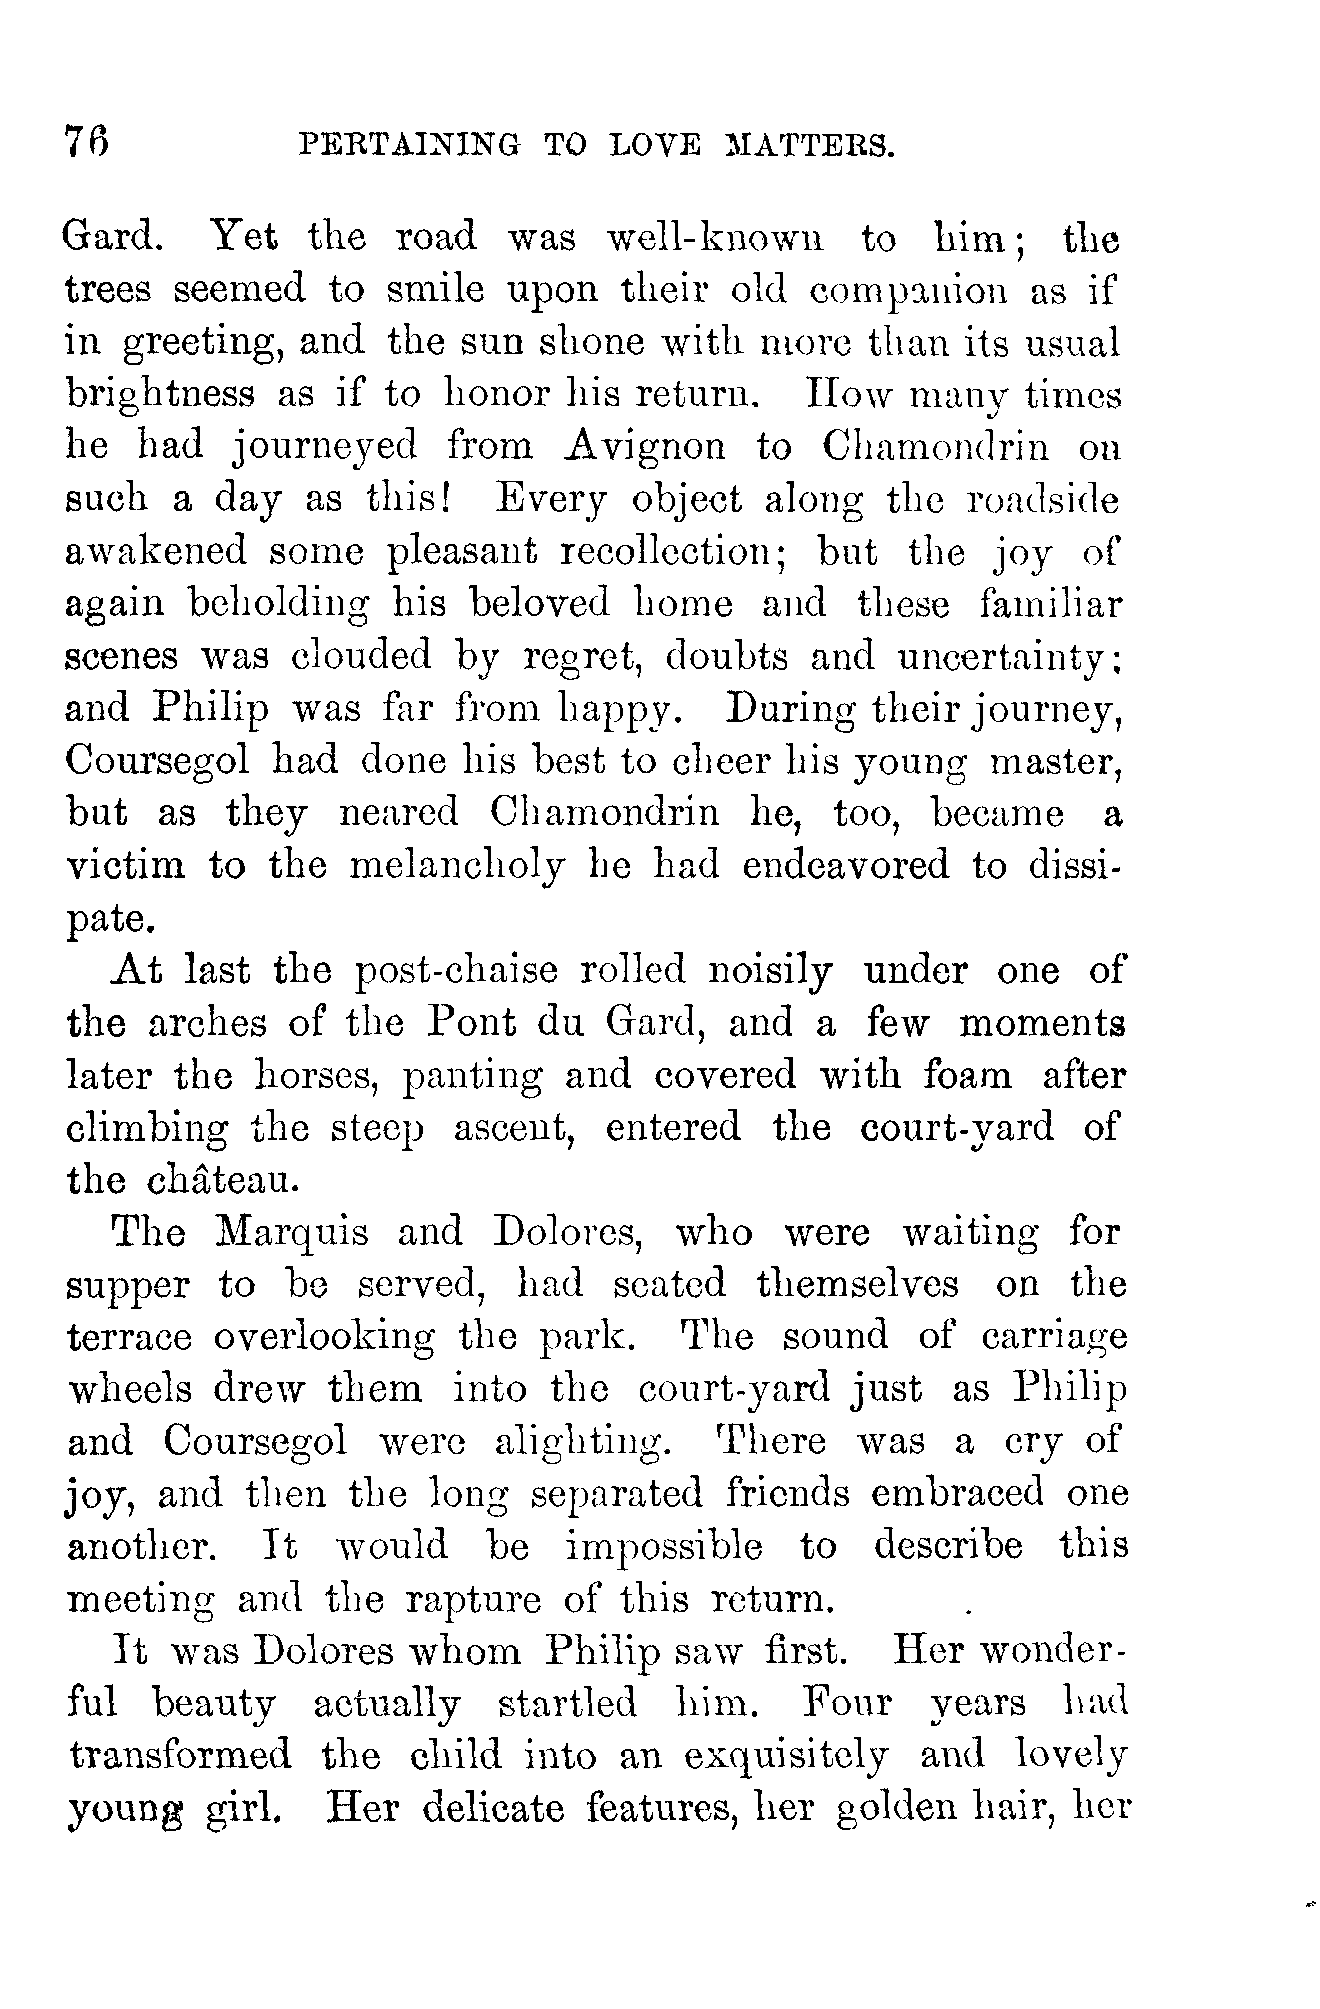 76 PERTAINING TO LOVE MATTERS.
Gard. Yet the road was well-known to him; the
trees seemed to smile upon their old companion as if
in greeting, and the sun shone with more than its usual
brightness as if to honor his return. How many times
he had journeyed from Avignon to Chamondrin on
such a day as this! Every object along the roadside
awakened some pleasant recollection; but the joy of
again beholding his beloved home and these familiar
scenes was clouded by regret, doubts and uncertainty;
and Philip was far from happy. During their journey,
Coursegol had done his best to cheer his young master,
but as they neared Chamondrin he, too, became a
victim to the melancholy he had endeavored to dissi-
pate.
At last the post-chaise rolled noisily under one of
the arches of the Pont du Gard, and a few moments
later the horses, panting and covered with foam after
climbing the steep ascent, entered the court-yard of
the château.
The Marquis and Dolores, who were waiting for
supper to be served, had seated themselves on the
terrace overlooking the park. The sound of carriage
wheels drew them into the court-yard just as Philip
and Coursegol were alighting. There was a cry of
joy, and then the long separated friends embraced one
another. It would be impossible to describe this
meeting and the rapture of this return.
It was Dolores whom Philip saw first. Her wonder-
ful beauty actually startled him. Four years had
transformed the child into an exquisitely and lovely
young girl. Her delicate features, her golden hair, her